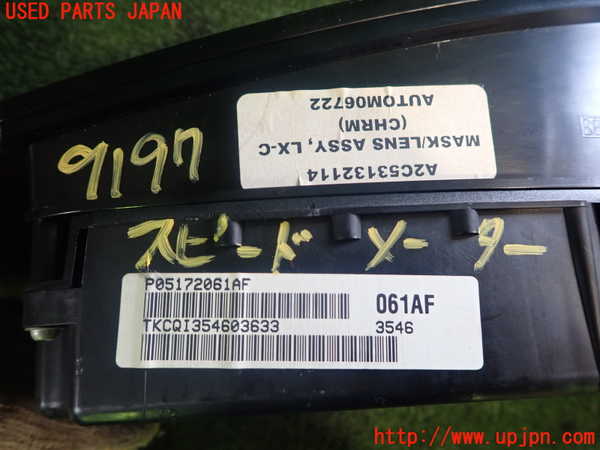 USED PARTS JAPAN
A2C53132114
MASK/LENS ASSY, LX-C
(CHRM)
AUTOM06722
9197
スピードメーター
P05172061AF
061AF
TKCQI354603633
3546
http://www.upjpn.com